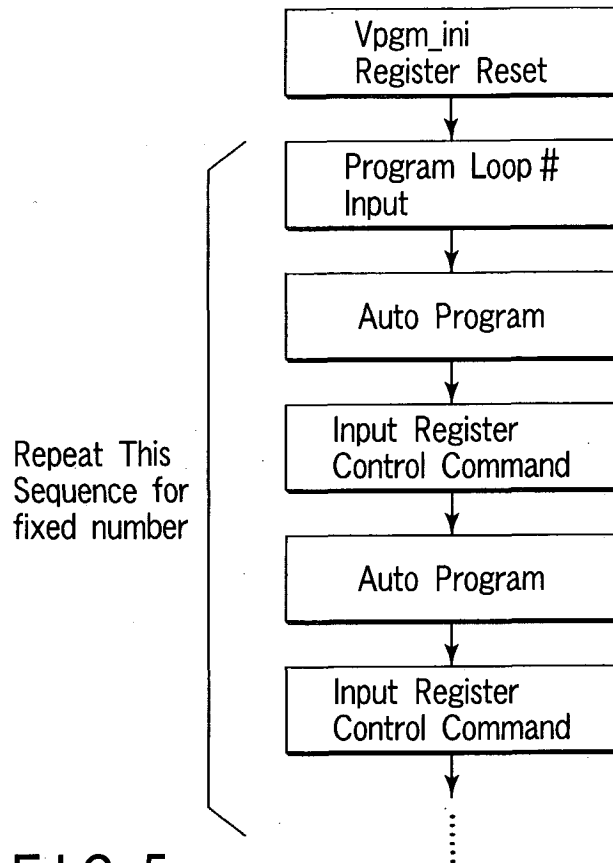 Vpgm_ini
Register Reset
Program Loop #
Input
Auto Program
Input Register
Control Command
Auto Program
Input Register
Control Command
Repeat This
Sequence for
fixed number
FIG. 5